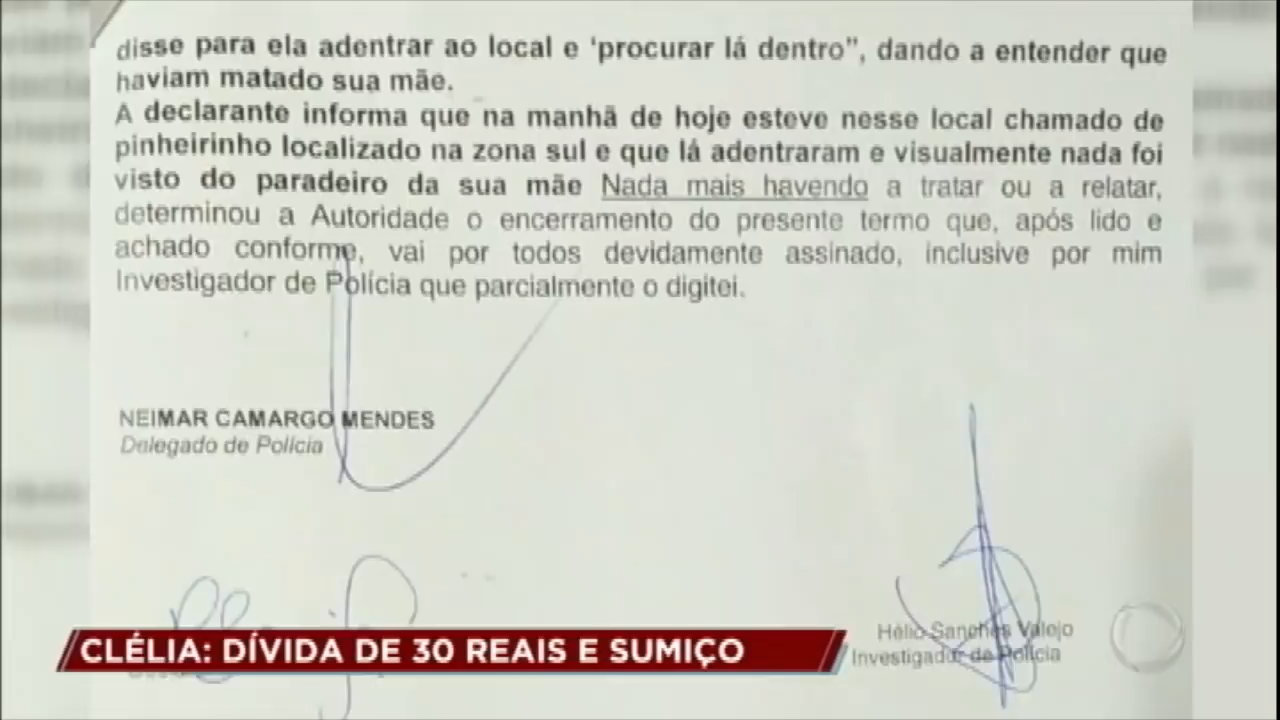 disse para ela adentrar ao local e 'procurar lá dentro", dando a entender que
haviam matado sua mãe.
A declarante informa que na manhã de hoje esteve nesse local chamado de
pinheirinho localizado na zona sul e que lá adentraram e visualmente nada foi
visto do paradeiro da sua mãe Nada mais havendo a tratar ou a relatar,
determinou a Autoridade o encerramento do presente termo que, após lido e
achado conforme, vai por todos devidamente assinado, inclusive por mim
Investigador de Polícia que parcialmente o digitei.
NEIMAR CAMARGO MENDES
Delegado de Polícia
Hélio Sanches Valejo
Investigador de Polícia
CLÉLIA: DÍVIDA DE 30 REAIS E SUMIÇO